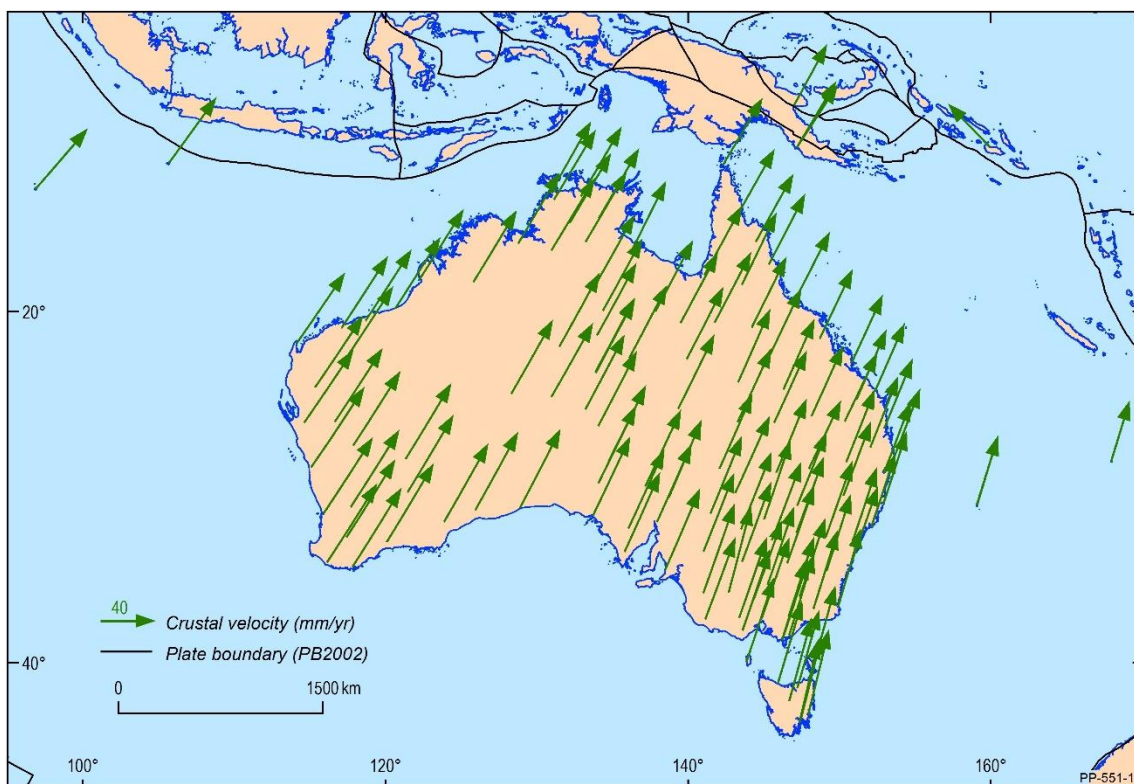 20°
40
Crustal velocity (mm/yr)
Plate boundary (PB2002)
40°
0 1500 km
100° 120° 140° 160°
PP-551-1